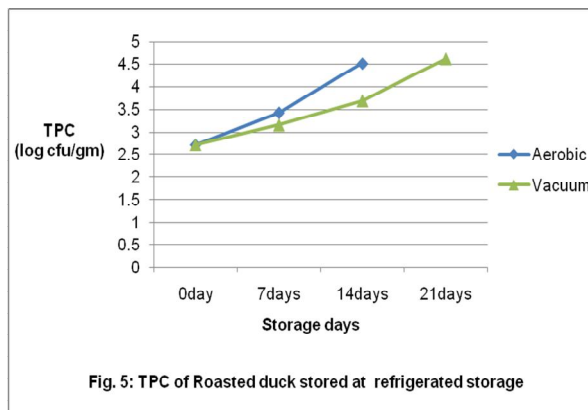 5
4.5
4
3.5
3
2.5
2
1.5
1
0.5
0
TPC
(log cfu/gm)
Aerobic
Vacuum
0day 7days 14days 21days
Storage days
Fig. 5: TPC of Roasted duck stored at refrigerated storage